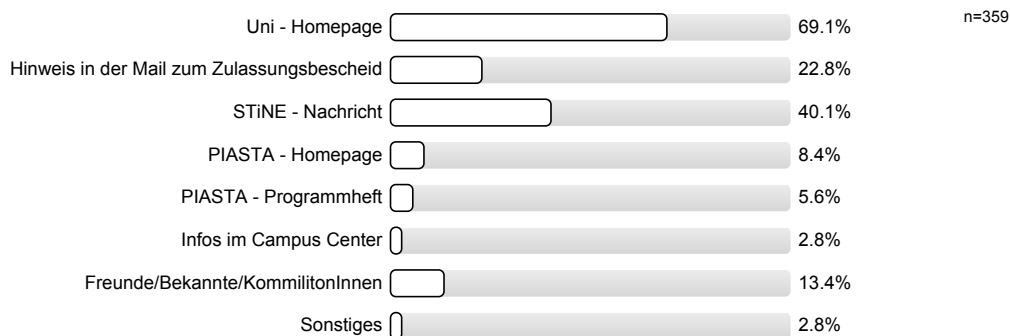 n=359
Uni - Homepage 69.1%
Hinweis in der Mail zum Zulassungsbescheid 22.8%
STiNE - Nachricht 40.1%
PIASTA - Homepage 8.4%
PIASTA - Programmheft 5.6%
Infos im Campus Center 2.8%
Freunde/Bekannte/KommilitonInnen 13.4%
Sonstiges 2.8%